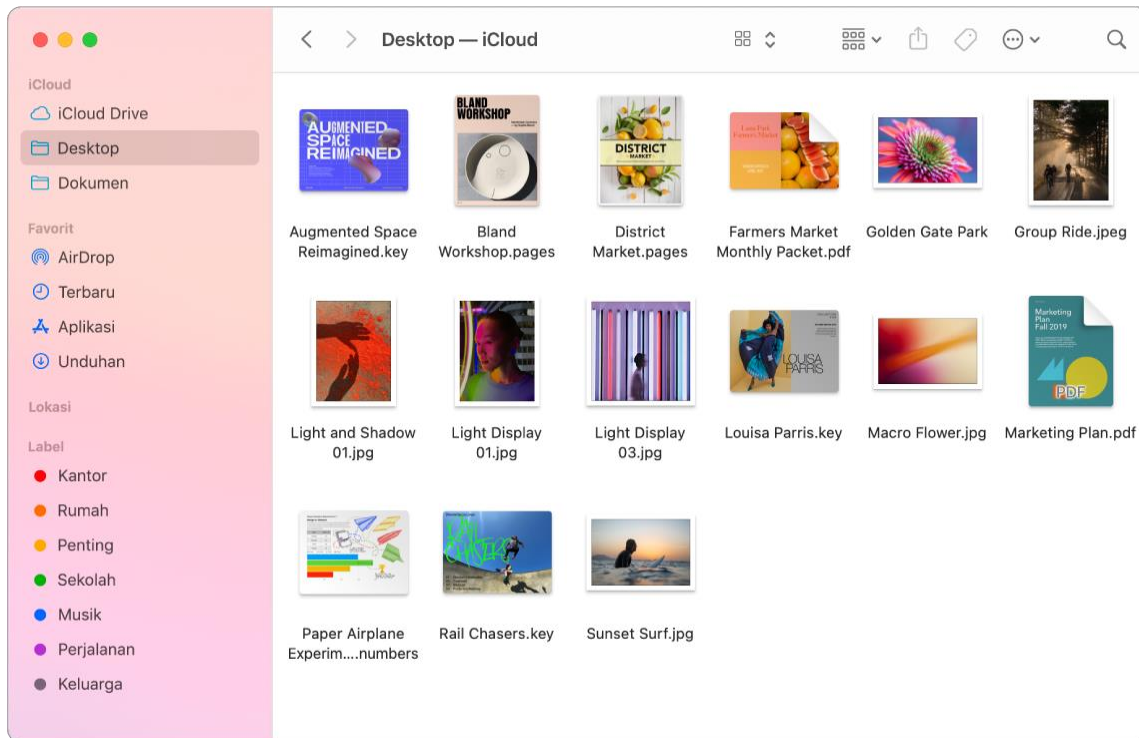 Desktop — iCloud
iCloud
iCloud Drive
Desktop
Dokumen
Favorit
AirDrop
Terbaru
Aplikasi
Unduhan
Lokasi
Label
Kantor
Rumah
Penting
Sekolah
Musik
Perjalanan
Keluarga
AUGMENTED
SPACE
REIMAGINED
BLAND
WORKSHOP
DISTRICT
MARKET
Augmented Space
Reimagined.key
Bland
Workshop.pages
District
Market.pages
Farmers Market
Monthly Packet.pdf
Golden Gate Park
Group Ride.jpeg
LOUISA
PARRIS
Marketing
Plan
Fall 2019
PDF
Light and Shadow
01.jpg
Light Display
01.jpg
Light Display
03.jpg
Louisa Parris.key
Macro Flower.jpg
Marketing Plan.pdf
RAIL
CHASERS
Paper Airplane
Experim....numbers
Rail Chasers.key
Sunset Surf.jpg